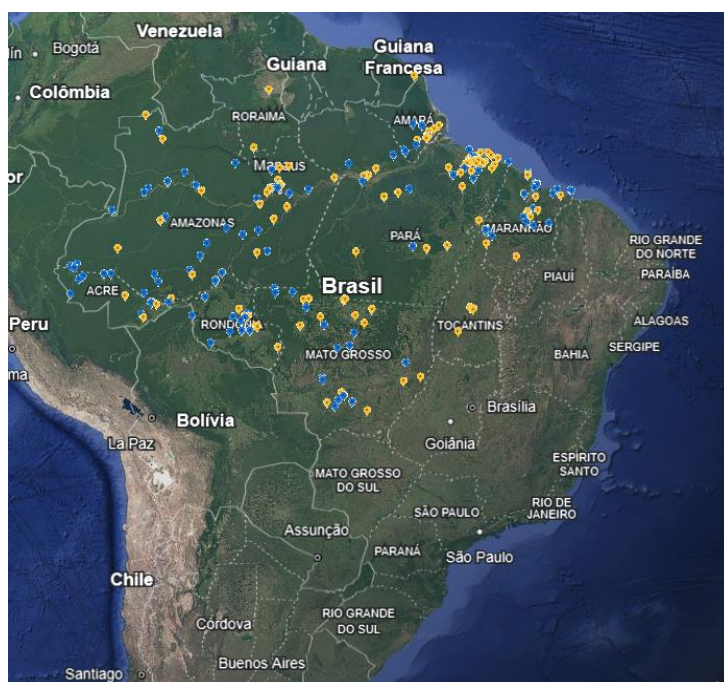 Venezuela
Bogotá
Guiana
Guiana
Francesa
Colômbia
RORAIMA
AMAPÁ
Manaus
AMAZONAS
PARÁ
MARANHÃO
RIO GRANDE
DO NORTE
PIAUÍ
PARAÍBA
ACRE
Brasil
Peru
RONDÔNIA
TOCANTINS
ALAGOAS
SERGIPE
MATO GROSSO
BAHIA
Bolívia
Brasília
La Paz
Goiânia
MATO GROSSO
DO SUL
ESPÍRITO
SANTO
SÃO PAULO
RIO DE
JANEIRO
Assunção
PARANÁ
São Paulo
Chile
Córdova
RIO GRANDE
DO SUL
Buenos Aires
Santiago